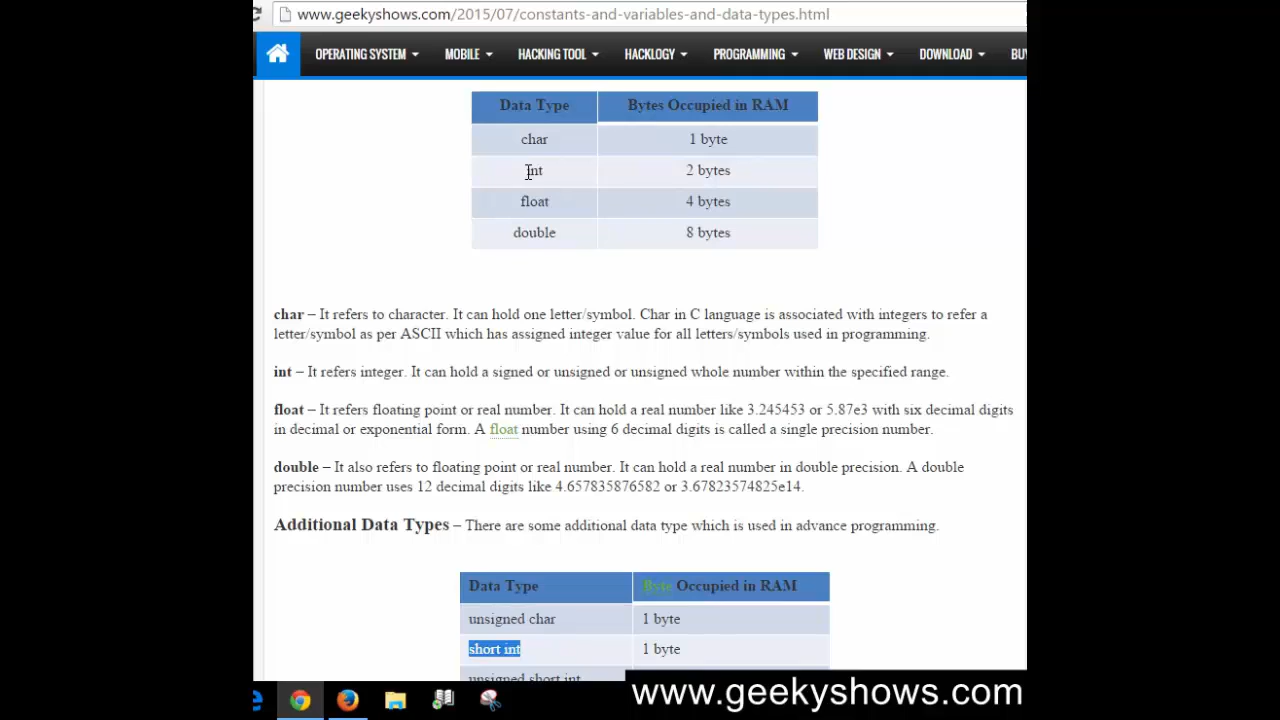 www.geekyshows.com/2015/07/constants-and-variables-and-data-types.html
OPERATING SYSTEM MOBILE HACKING TOOL HACKLOGY PROGRAMMING WEB DESIGN DOWNLOAD BU
Data Type Bytes Occupied in RAM
char 1 byte
int 2 bytes
float 4 bytes
double 8 bytes
char – It refers to character. It can hold one letter/symbol. Char in C language is associated with integers to refer a
letter/symbol as per ASCII which has assigned integer value for all letters/symbols used in programming.
int – It refers integer. It can hold a signed or unsigned or unsigned whole number within the specified range.
float – It refers floating point or real number. It can hold a real number like 3.245453 or 5.87e3 with six decimal digits
in decimal or exponential form. A float number using 6 decimal digits is called a single precision number.
double – It also refers to floating point or real number. It can hold a real number in double precision. A double
precision number uses 12 decimal digits like 4.657835876582 or 3.67823574825e14.
Additional Data Types – There are some additional data type which is used in advance programming.
Data Type Byte Occupied in RAM
unsigned char 1 byte
short int 1 byte
unsigned short int
www.geekyshows.com